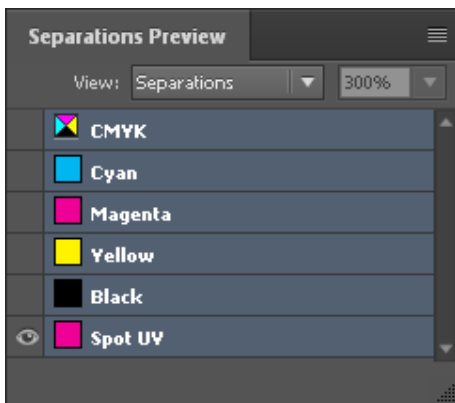 Separations Preview
View: Separations 300%
CMYK
Cyan
Magenta
Yellow
Black
Spot UV